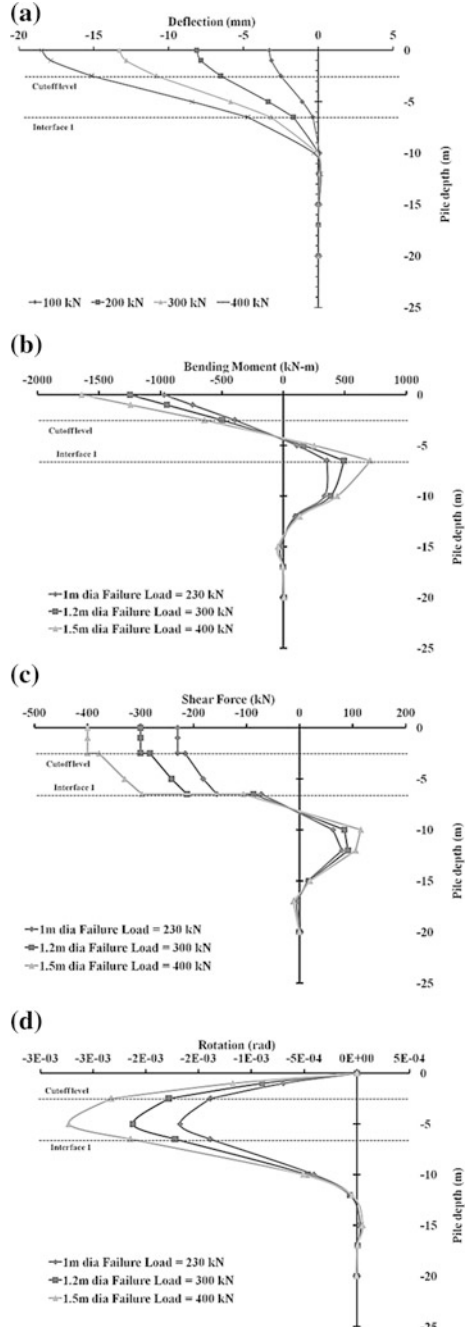 (a)
Deflection (mm)
-20 -15 -10 -5 0 5
0
Cutoff level
-5
Interface 1
-10
-15
-20
-25
Pile depth (m)
100 kN 200 kN 300 kN 400 kN
(b)
Bending Moment (kN-m)
-2000 -1500 -1000 -500 0 500 1000
0
Cutoff level
-5
Interface 1
-10
-15
-20
-25
Pile depth (m)
1m dia Failure Load = 230 kN
1.2m dia Failure Load = 300 kN
1.5m dia Failure Load = 400 kN
(c)
Shear Force (kN)
-500 -400 -300 -200 -100 0 100 200
0
Cutoff level
-5
Interface 1
-10
-15
-20
-25
Pile depth (m)
1m dia Failure Load = 230 kN
1.2m dia Failure Load = 300 kN
1.5m dia Failure Load = 400 kN
(d)
Rotation (rad)
-3E-03 -3E-03 -2E-03 -2E-03 -1E-03 -5E-04 0E+00 5E-04
0
Cutoff level
-5
Interface 1
-10
-15
-20
-25
Pile depth (m)
1m dia Failure Load = 230 kN
1.2m dia Failure Load = 300 kN
1.5m dia Failure Load = 400 kN